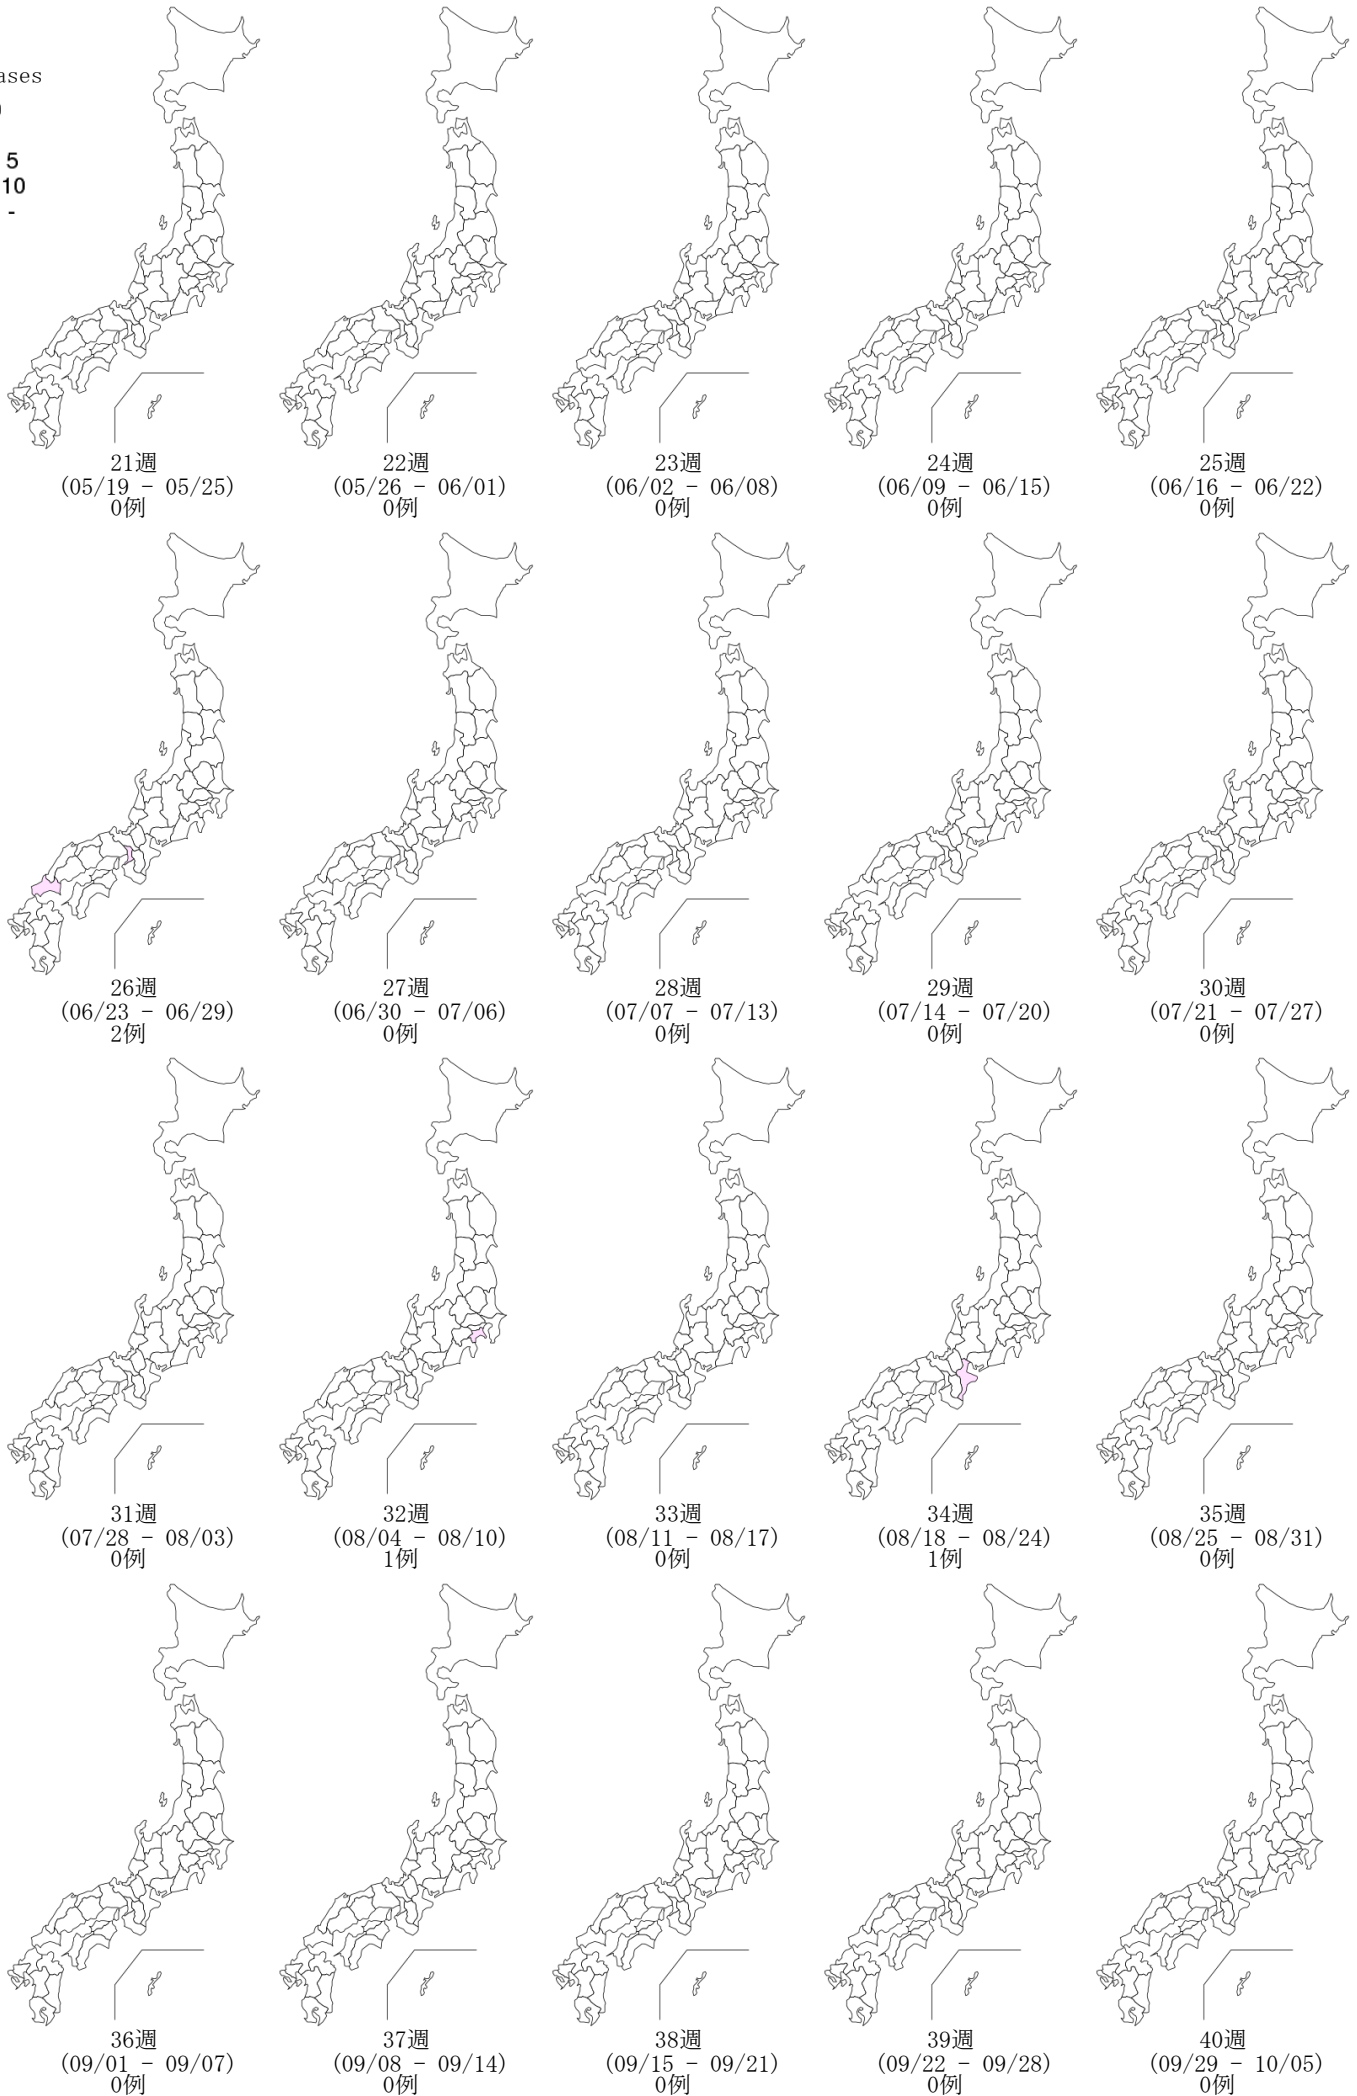 5
10
-
21週
(05/19 - 05/25)
0例
22週
(05/26 - 06/01)
0例
23週
(06/02 - 06/08)
0例
24週
(06/09 - 06/15)
0例
25週
(06/16 - 06/22)
0例
26週
(06/23 - 06/29)
2例
27週
(06/30 - 07/06)
0例
28週
(07/07 - 07/13)
0例
29週
(07/14 - 07/20)
0例
30週
(07/21 - 07/27)
0例
31週
(07/28 - 08/03)
0例
32週
(08/04 - 08/10)
1例
33週
(08/11 - 08/17)
0例
34週
(08/18 - 08/24)
1例
35週
(08/25 - 08/31)
0例
36週
(09/01 - 09/07)
0例
37週
(09/08 - 09/14)
0例
38週
(09/15 - 09/21)
0例
39週
(09/22 - 09/28)
0例
40週
(09/29 - 10/05)
0例